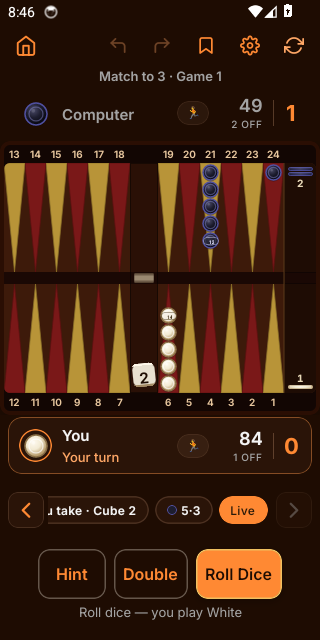 8:46
Match to 3 · Game 1
Computer
49
2 OFF
1
13 14 15 16 17 18 19 20 21 22 23 24
2
14
2
1
12 11 10 9 8 7 6 5 4 3 2 1
You
Your turn
84
1 OFF
0
u take · Cube 2
5·3
Live
Hint
Double
Roll Dice
Roll dice — you play White